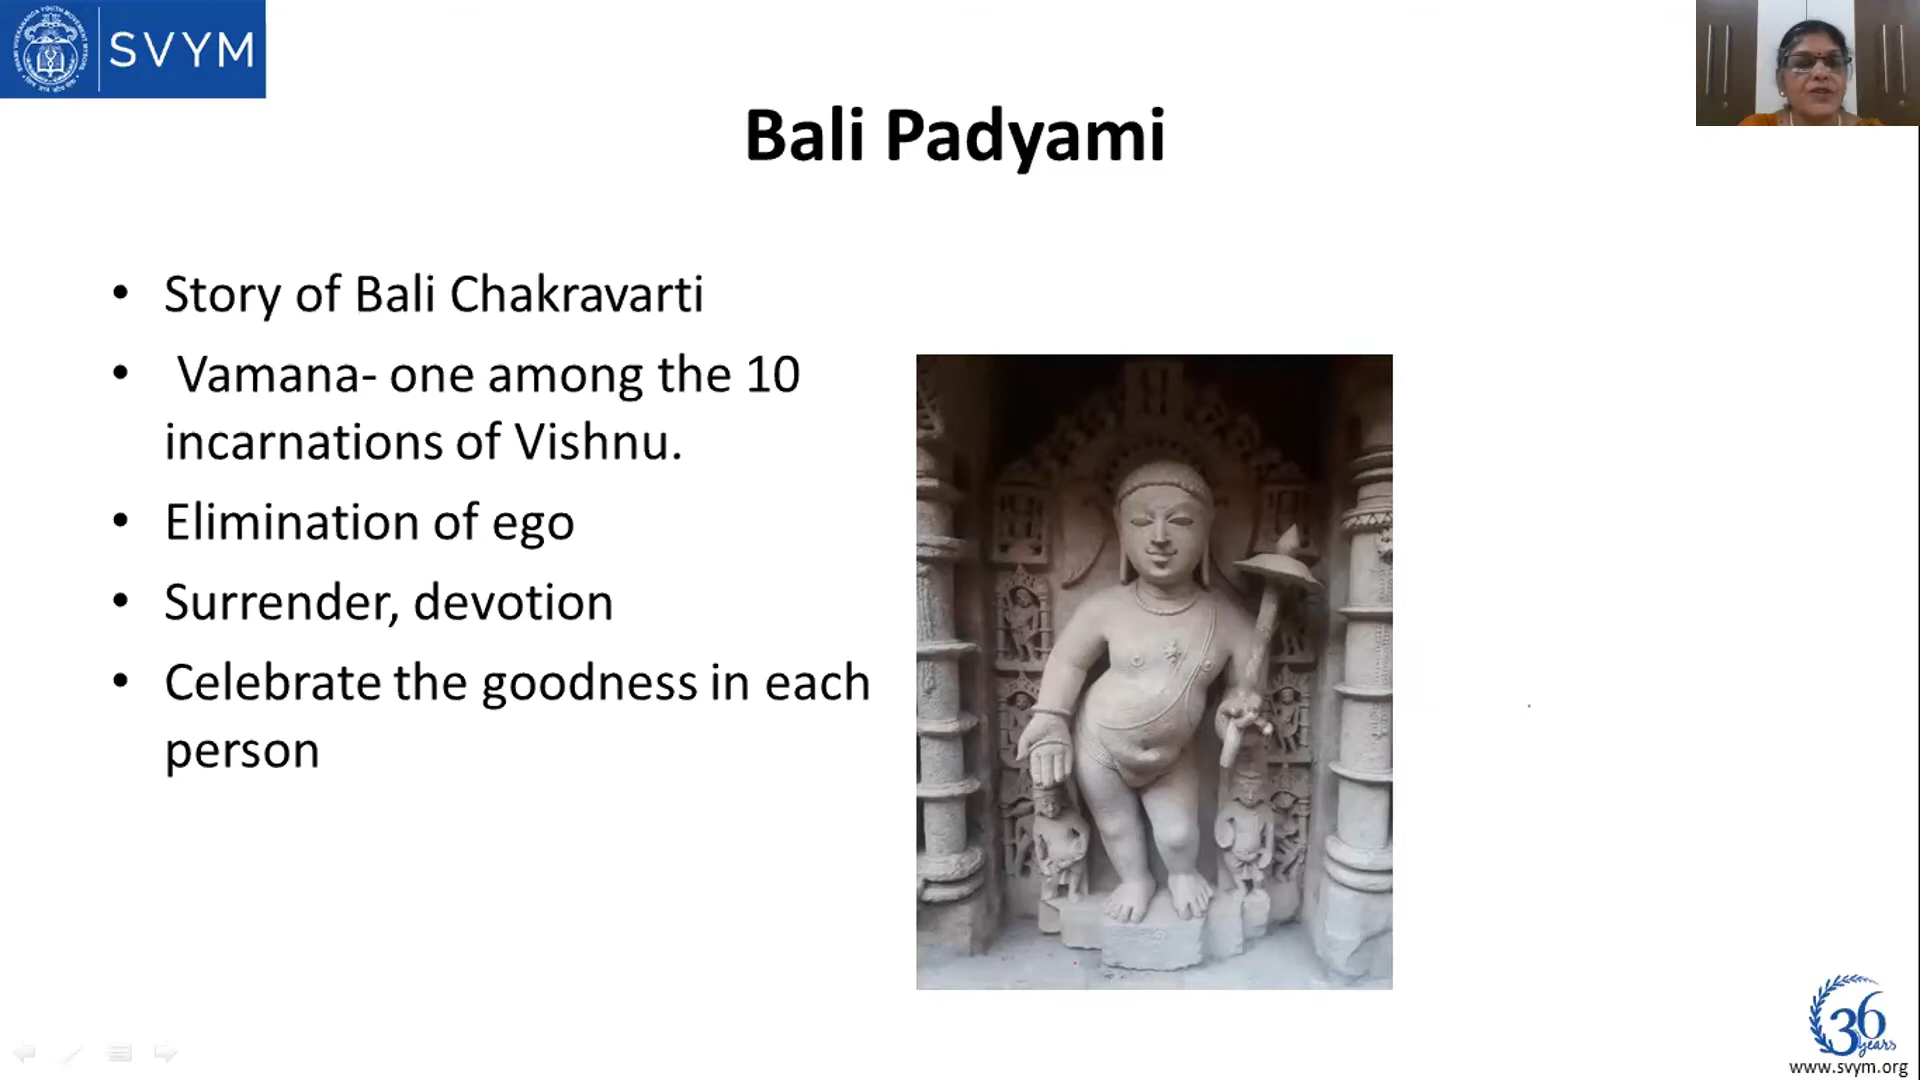 SVYM
Bali Padyami
• Story of Bali Chakravarti
• Vamana- one among the 10
incarnations of Vishnu.
• Elimination of ego
• Surrender, devotion
• Celebrate the goodness in each
person
36
years
www.svym.org